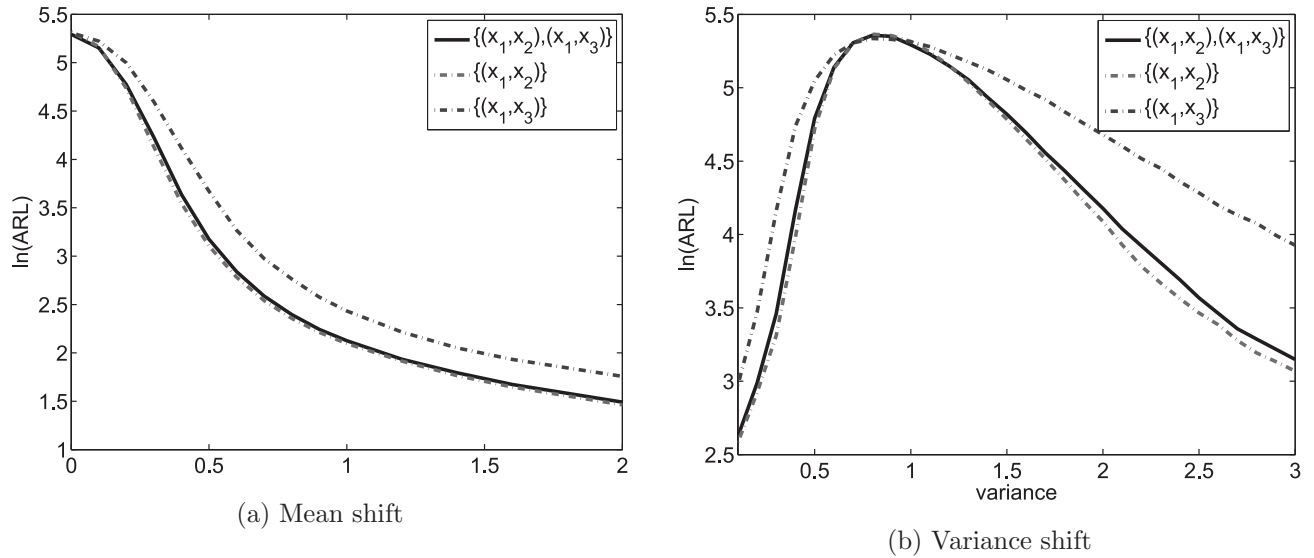 5.5
5
4.5
4
3.5
3
2.5
2
1.5
1
ln(ARL)
0
0.5
1
1.5
2
{(x₁,x₂),(x₁,x₃)}
{(x₁,x₂)}
{(x₁,x₃)}
(a) Mean shift
5.5
5
4.5
4
3.5
3
2.5
ln(ARL)
0.5
1
1.5
2
2.5
3
variance
{(x₁,x₂),(x₁,x₃)}
{(x₁,x₂)}
{(x₁,x₃)}
(b) Variance shift